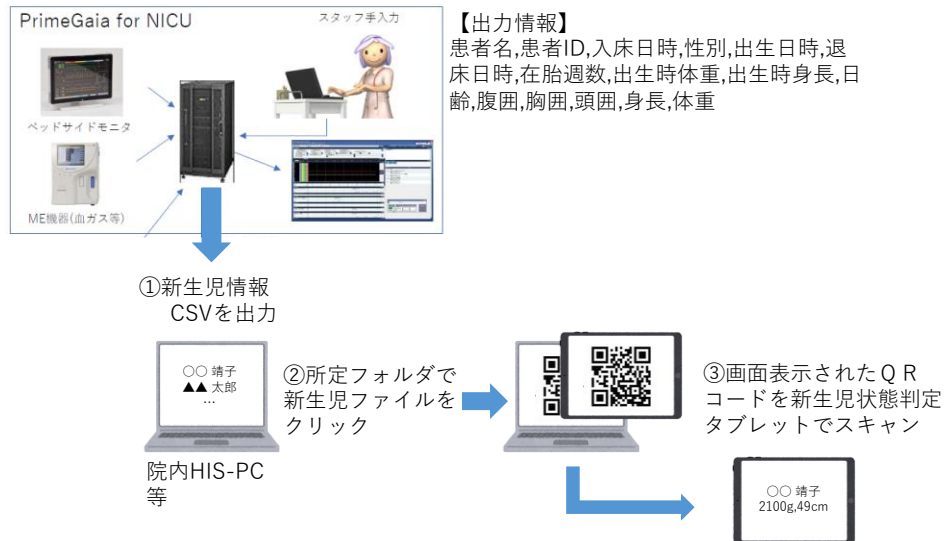 PrimeGaia for NICU
スタッフ手入力
ベッドサイドモニタ
ME機器(血ガス等)
【出力情報】
患者名,患者ID,入床日時,性別,出生日時,退
床日時,在胎週数,出生時体重,出生時身長,日
齢,腹囲,胸囲,頭囲,身長,体重
①新生児情報
CSVを出力
○○ 靖子
▲▲ 太郎
…
院内HIS-PC
等
②所定フォルダで
新生児ファイルを
クリック
③画面表示されたQR
コードを新生児状態判定
タブレットでスキャン
○○ 靖子
2100g,49cm